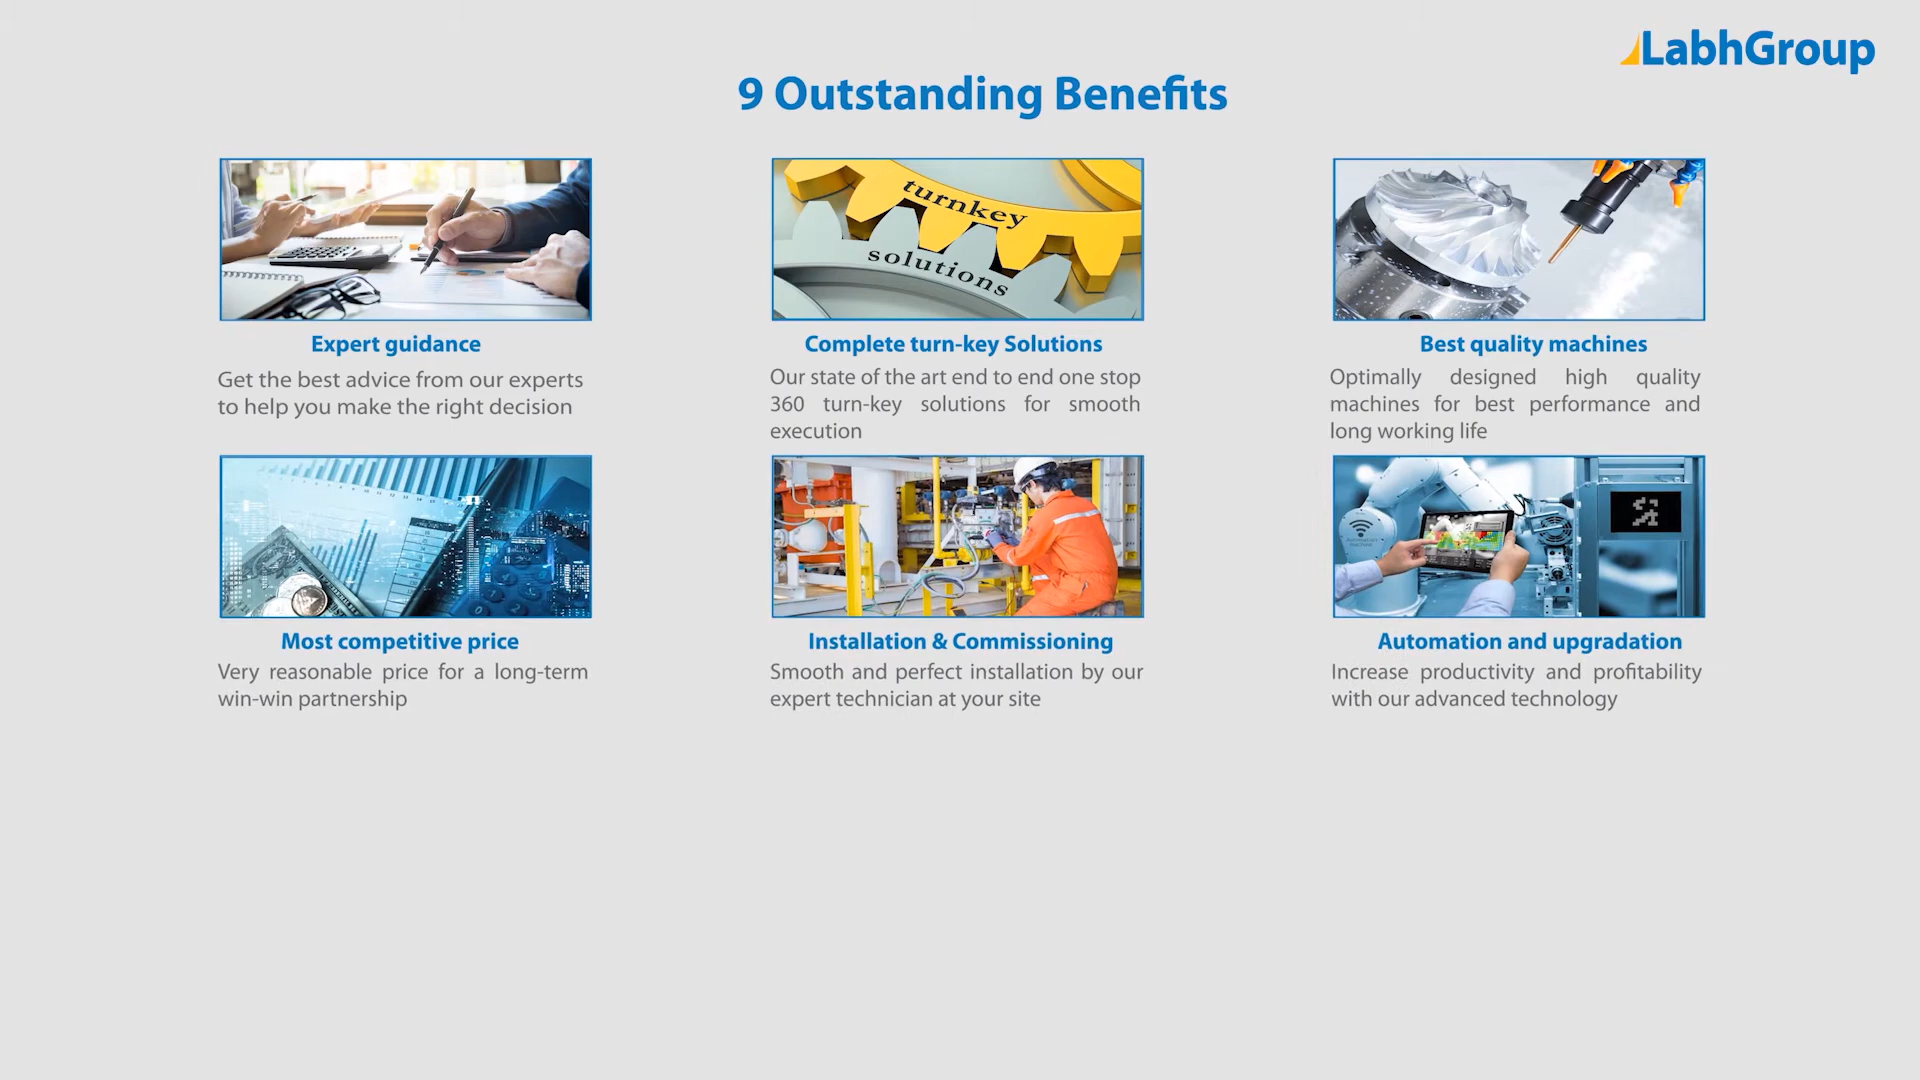 LabhGroup
9 Outstanding Benefits
turnkey
solutions
Expert guidance
Get the best advice from our experts
to help you make the right decision
Complete turn-key Solutions
Our state of the art end to end one stop
360 turn-key solutions for smooth
execution
Best quality machines
Optimally designed high quality
machines for best performance and
long working life
Most competitive price
Very reasonable price for a long-term
win-win partnership
Installation & Commissioning
Smooth and perfect installation by our
expert technician at your site
Automation and upgradation
Increase productivity and profitability
with our advanced technology